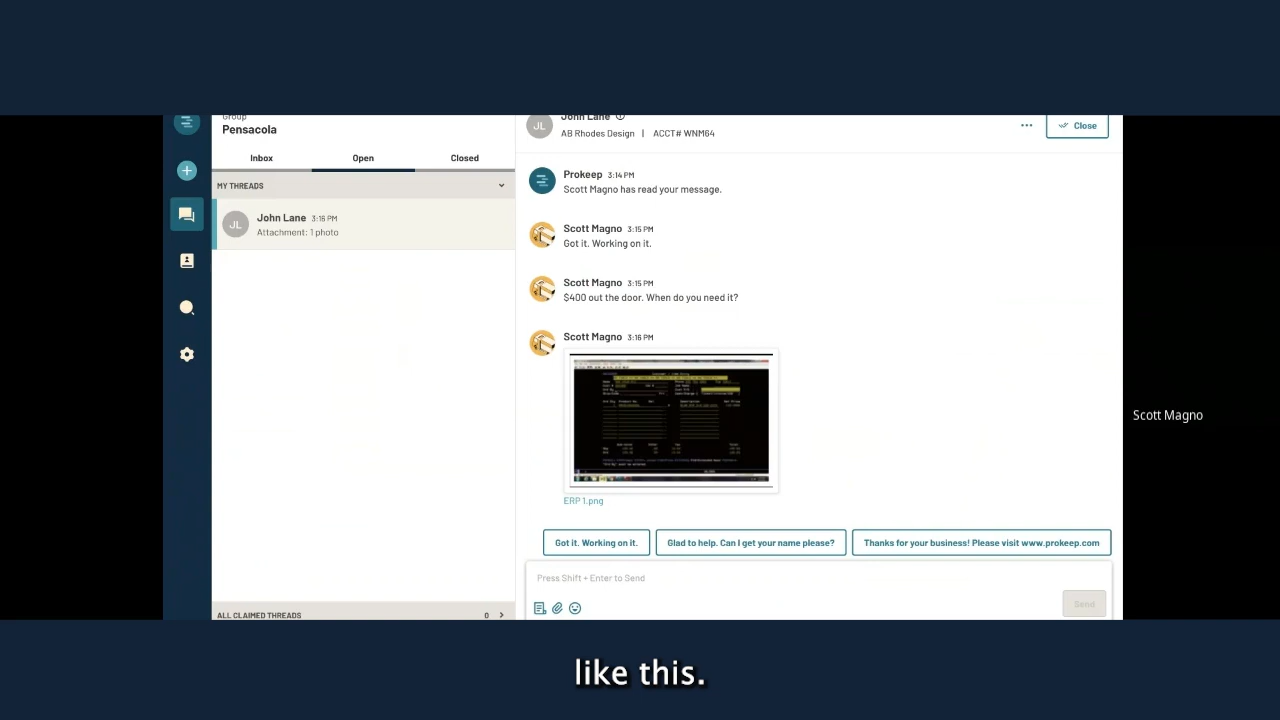 Group
Pensacola
Inbox
Open
Closed
MY THREADS
JL
John Lane 3:16 PM
Attachment: 1 photo
ALL CLAIMED THREADS
0
JL
John Lane
AB Rhodes Design | ACCT# WNM64
Close
Prokeep 3:14 PM
Scott Magno has read your message.
Scott Magno 3:15 PM
Got it. Working on it.
Scott Magno 3:15 PM
$400 out the door. When do you need it?
Scott Magno 3:16 PM
ERP 1.png
Got it. Working on it.
Glad to help. Can I get your name please?
Thanks for your business! Please visit www.prokeep.com
Press Shift + Enter to Send
Send
Scott Magno
like this.